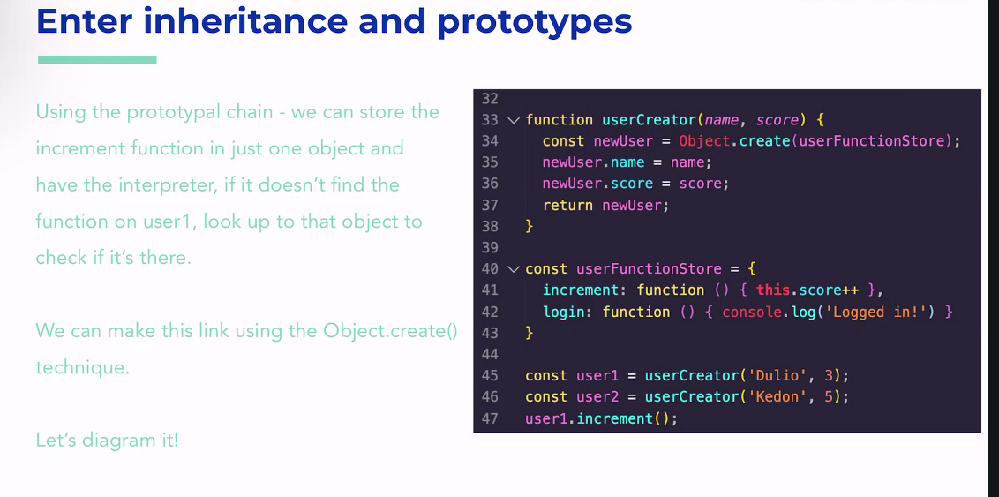 Enter inheritance and prototypes
Using the prototypal chain - we can store the
increment function in just one object and
have the interpreter, if it doesn’t find the
function on user1, look up to that object to
check if it’s there.
We can make this link using the Object.create()
technique.
Let’s diagram it!
32
33 function userCreator(name, score) {
34 const newUser = Object.create(userFunctionStore);
35 newUser.name = name;
36 newUser.score = score;
37 return newUser;
38 }
39
40 const userFunctionStore = {
41 increment: function () { this.score++ },
42 login: function () { console.log('Logged in!') }
43 }
44
45 const user1 = userCreator('Dulio', 3);
46 const user2 = userCreator('Kedon', 5);
47 user1.increment();